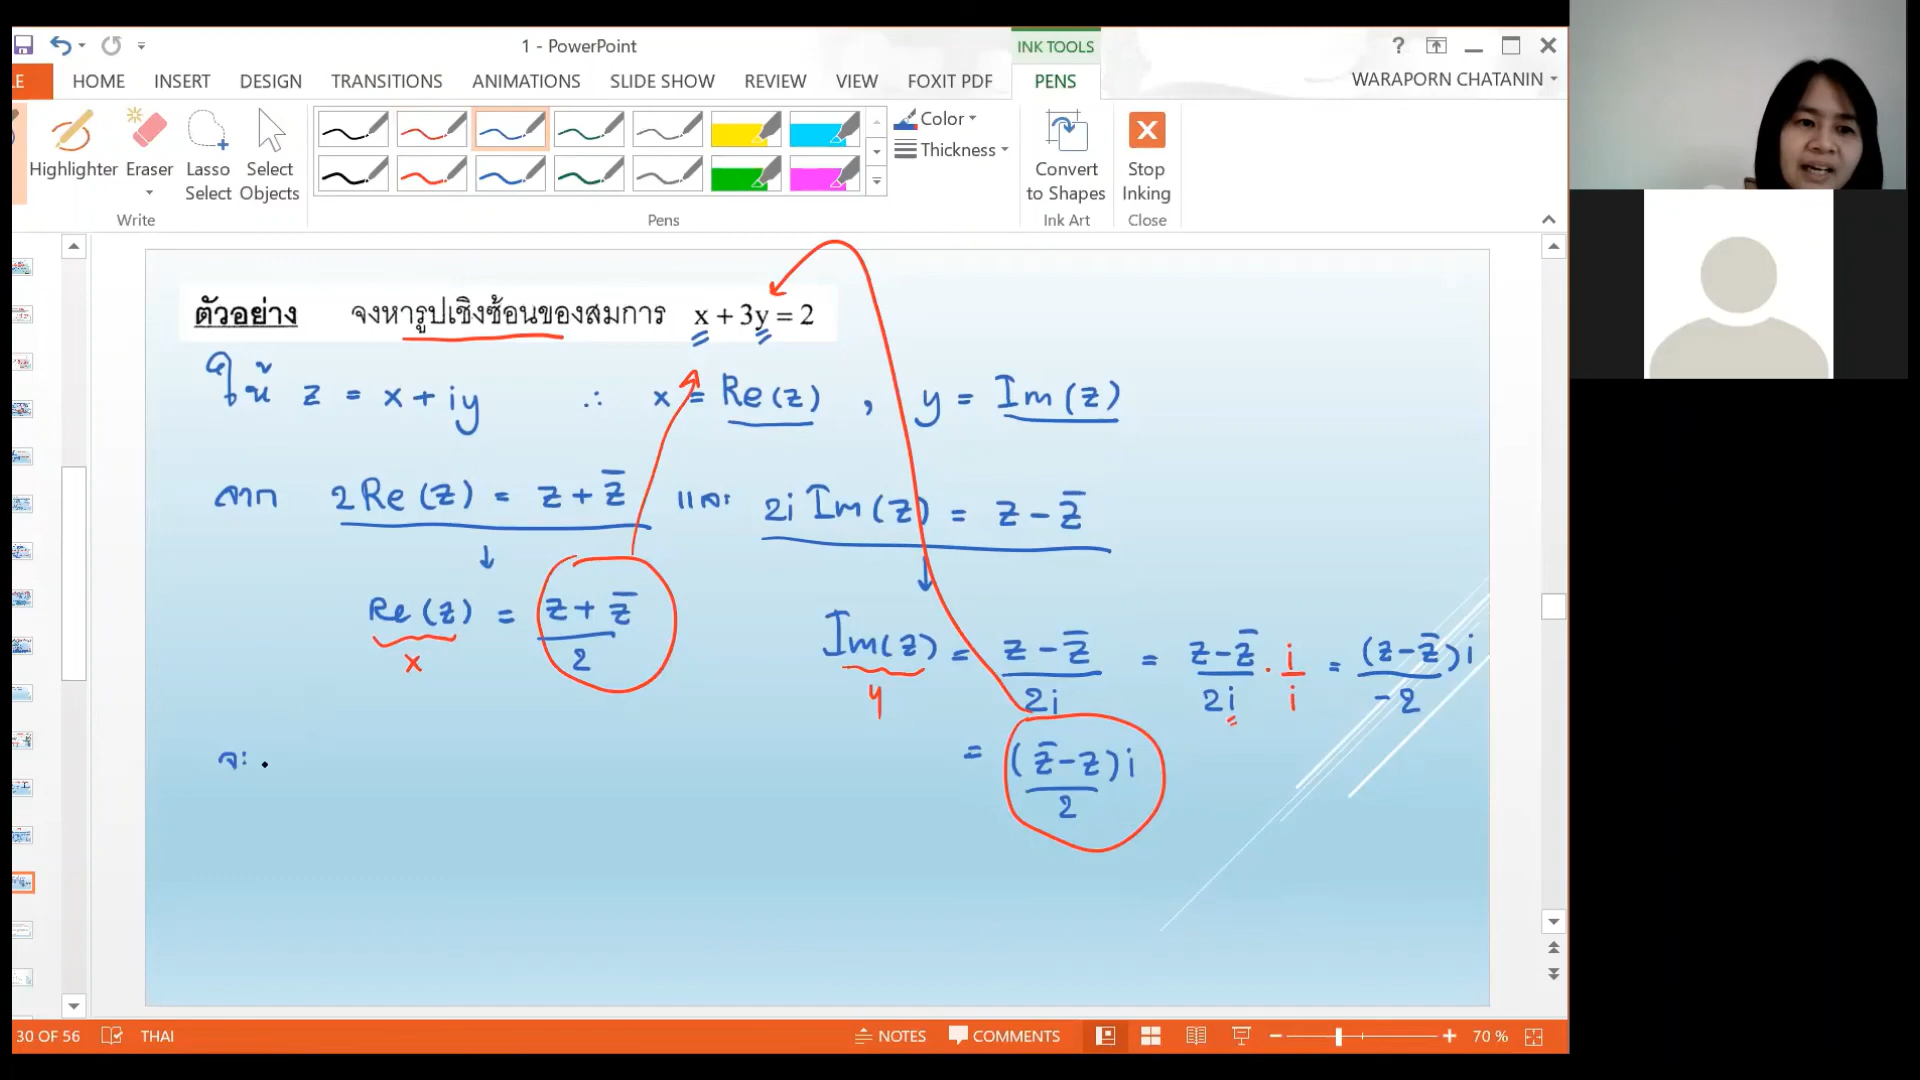 1 - PowerPoint
INK TOOLS
?
LE HOME INSERT DESIGN TRANSITIONS ANIMATIONS SLIDE SHOW REVIEW VIEW FOXIT PDF PENS
WARAPORN CHATANIN
Highlighter
Eraser
Lasso Select
Select Objects
Color
Thickness
Convert to Shapes
Stop Inking
Write
Pens
Ink Art
Close
ตัวอย่าง จงหารูปเชิงซ้อนของสมการ x + 3y = 2
ให้ z = x + iy ∴ x = Re(z) , y = Im(z)
จาก 2Re(z) = z + z̄ และ 2i Im(z) = z - z̄
↓ ↓
Re(z) = (z + z̄)/2
x
Im(z) = (z - z̄)/2i = (z - z̄)/2i · i/i = (z - z̄)i/-2
y
= (z̄ - z)i/2
จะ
30 OF 56 THAI NOTES COMMENTS 70 %